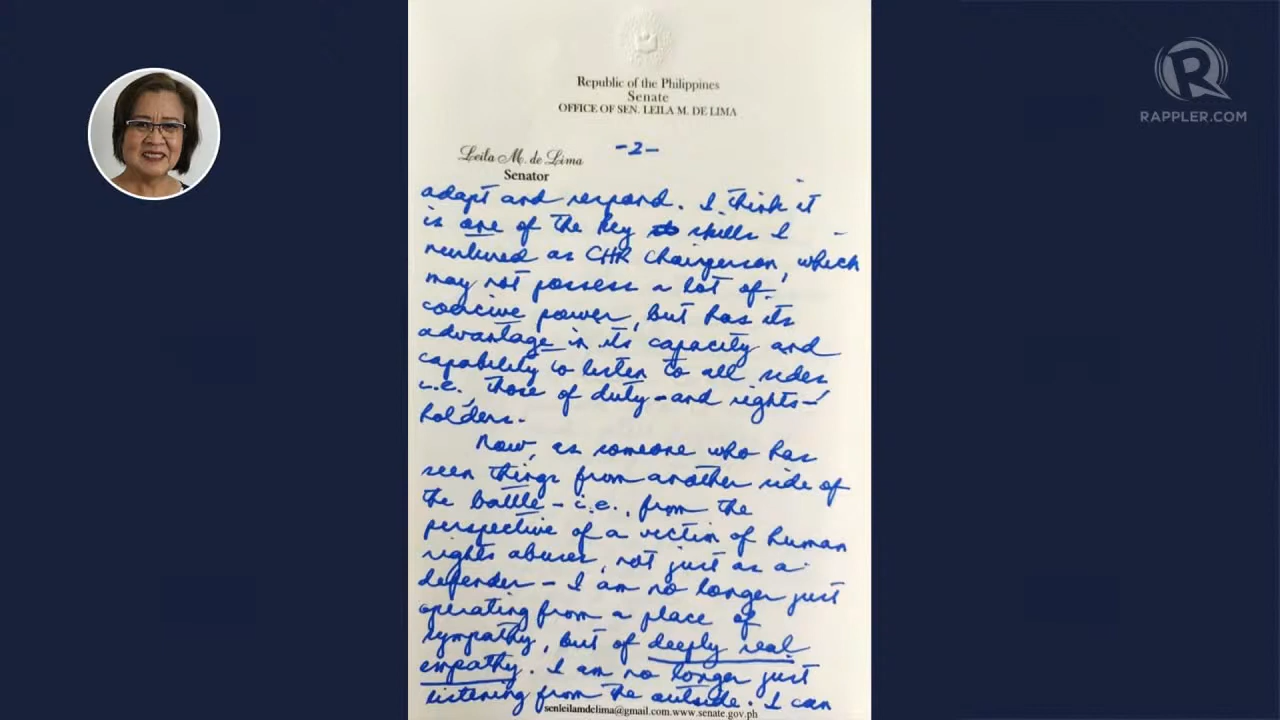 Republic of the Philippines
Senate
OFFICE OF SEN. LEILA M. DE LIMA
-2-
Leila M. de Lima
Senator
adapt and respond. I think it
is one of the key skills I
nurtured as CHR Chairperson, which
may not possess a lot of
coercive power, but has its
advantage in its capacity and
capability to listen to all sides,
i.e., those of duty-and rights-
holders.
Now, as someone who has
seen things from another side of
the battle - i.e., from the
perspective of a victim of human
rights abuses, not just as a
defender - I am no longer just
operating from a place of
sympathy, but of deeply real
empathy. I am no longer just
listening from the outside. I can
senleilamdelima@gmail.com.www.senate.gov.ph
R
RAPPLER.COM